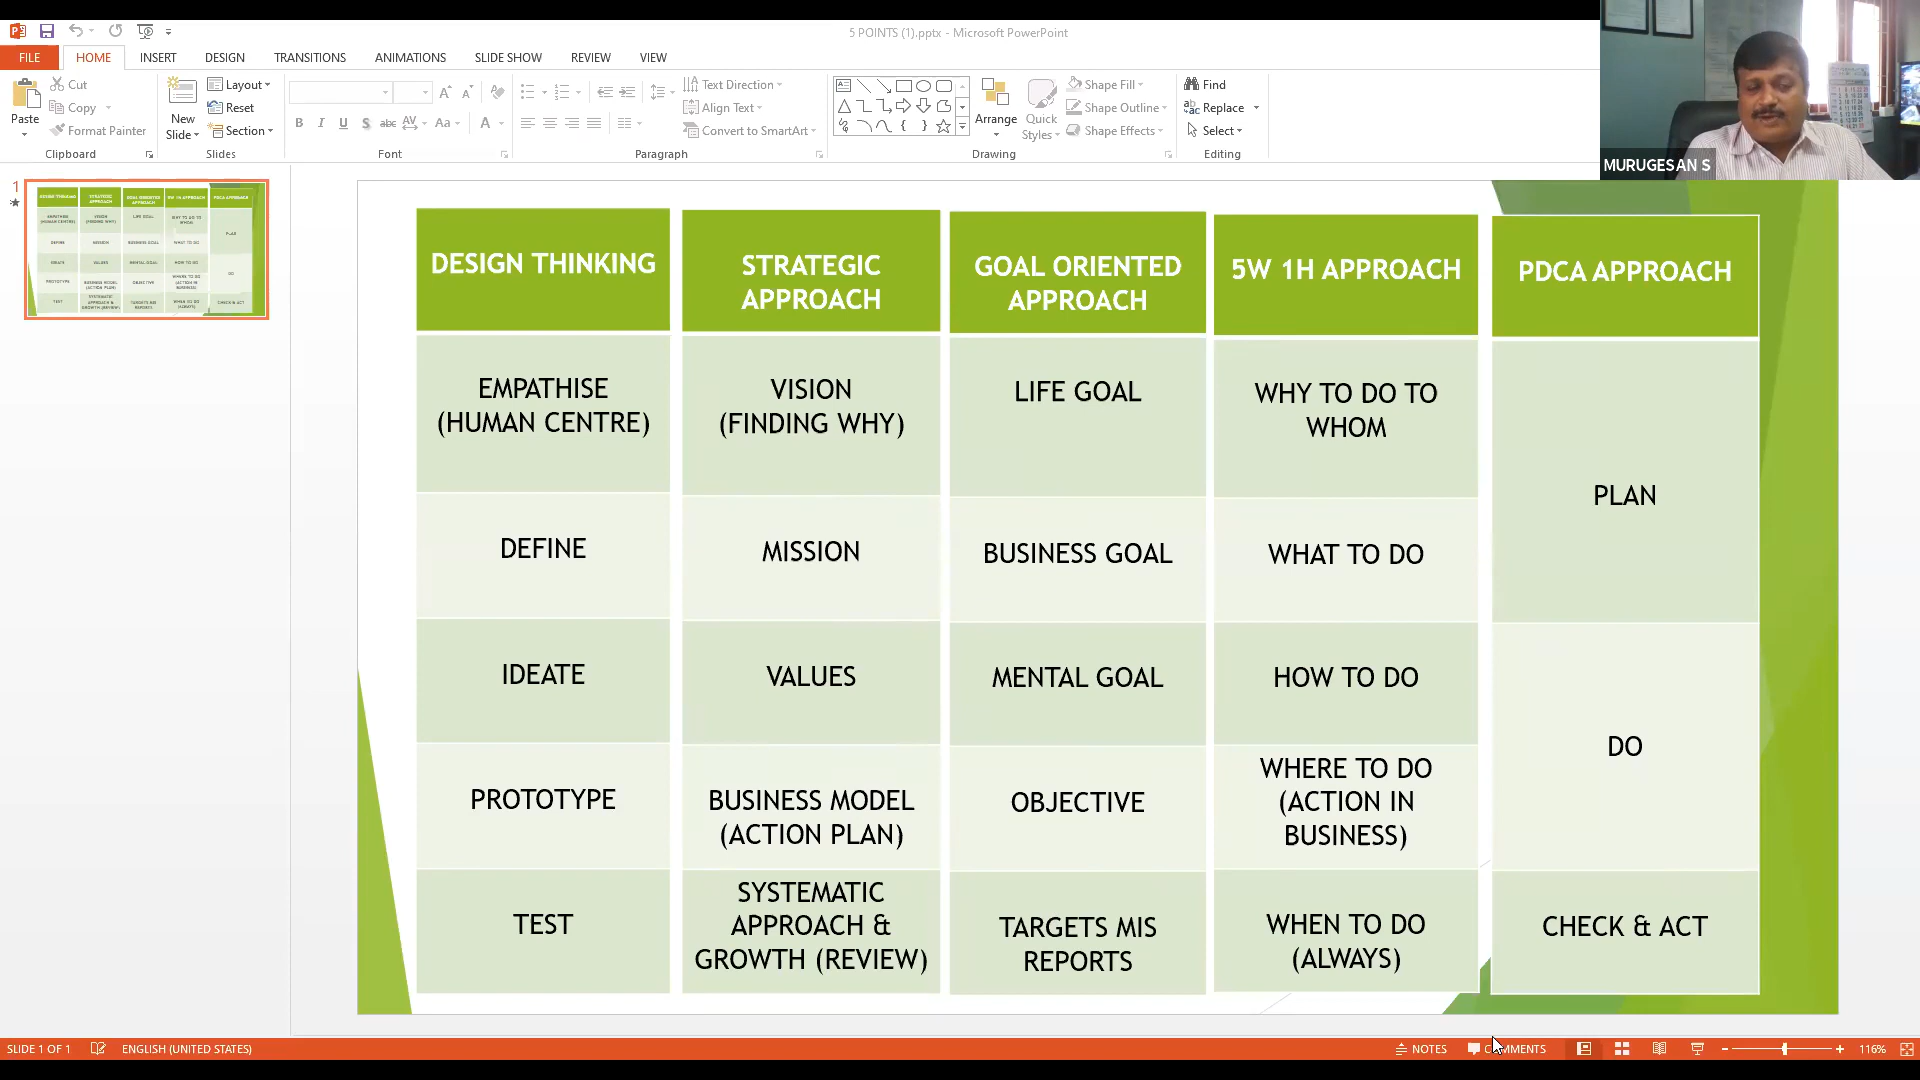 5 POINTS (1).pptx - Microsoft PowerPoint
FILE
HOME
INSERT
DESIGN
TRANSITIONS
ANIMATIONS
SLIDE SHOW
REVIEW
VIEW
Paste
Cut
Copy
Format Painter
Clipboard
New
Slide
Layout
Reset
Section
Slides
B I U S abc AV Aa A
Font
Text Direction
Align Text
Convert to SmartArt
Paragraph
Arrange
Quick
Styles
Shape Fill
Shape Outline
Shape Effects
Drawing
Find
Replace
Select
Editing
MURUGESAN S
1
DESIGN THINKING
EMPATHISE
(HUMAN CENTRE)
DEFINE
IDEATE
PROTOTYPE
TEST
STRATEGIC
APPROACH
VISION
(FINDING WHY)
MISSION
VALUES
BUSINESS MODEL
(ACTION PLAN)
SYSTEMATIC
APPROACH &
GROWTH (REVIEW)
GOAL ORIENTED
APPROACH
LIFE GOAL
BUSINESS GOAL
MENTAL GOAL
OBJECTIVE
TARGETS MIS
REPORTS
5W 1H APPROACH
WHY TO DO TO
WHOM
WHAT TO DO
HOW TO DO
WHERE TO DO
(ACTION IN
BUSINESS)
WHEN TO DO
(ALWAYS)
PDCA APPROACH
PLAN
DO
CHECK & ACT
SLIDE 1 OF 1
ENGLISH (UNITED STATES)
NOTES
COMMENTS
116%